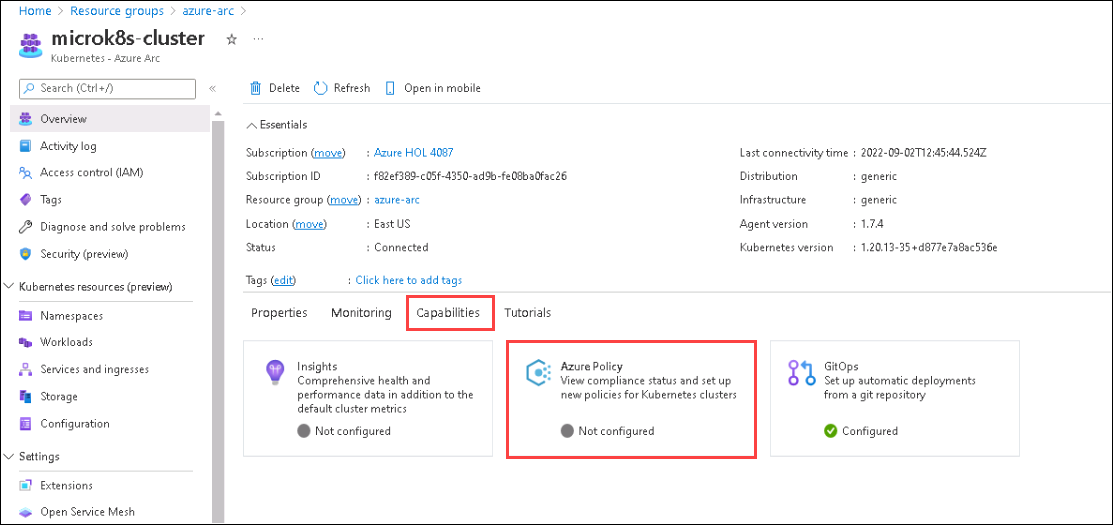 Home > Resource groups > azure-arc >
microk8s-cluster ☆ ...
Kubernetes - Azure Arc
Search (Ctrl+/) «
Overview
Activity log
Access control (IAM)
Tags
Diagnose and solve problems
Security (preview)
Kubernetes resources (preview)
Namespaces
Workloads
Services and ingresses
Storage
Configuration
Settings
Extensions
Open Service Mesh
Delete Refresh Open in mobile
Essentials
Subscription (move) : Azure HOL 4087
Subscription ID : f82ef389-c05f-4350-ad9b-fe08ba0fac26
Resource group (move) : azure-arc
Location (move) : East US
Status : Connected
Last connectivity time : 2022-09-02T12:45:44.524Z
Distribution : generic
Infrastructure : generic
Agent version : 1.7.4
Kubernetes version : 1.20.13-35+d877e7a8ac536e
Tags (edit) : Click here to add tags
Properties Monitoring Capabilities Tutorials
Insights
Comprehensive health and
performance data in addition to the
default cluster metrics
Not configured
Azure Policy
View compliance status and set up
new policies for Kubernetes clusters
Not configured
GitOps
Set up automatic deployments
from a git repository
Configured